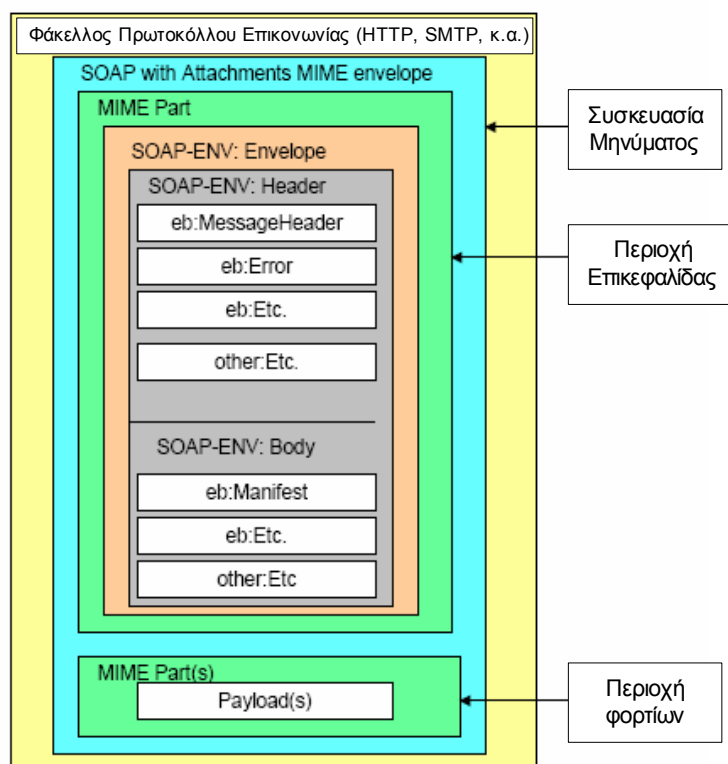 Φάκελλος Πρωτοκόλλου Επικονωνίας (HTTP, SMTP, κ.α.)
SOAP with Attachments MIME envelope
MIME Part
SOAP-ENV: Envelope
SOAP-ENV: Header
eb:MessageHeader
eb:Error
eb:Etc.
other:Etc.
SOAP-ENV: Body
eb:Manifest
eb:Etc.
other:Etc
MIME Part(s)
Payload(s)
Συσκευασία
Μηνύματος
Περιοχή
Επικεφαλίδας
Περιοχή
φορτίων